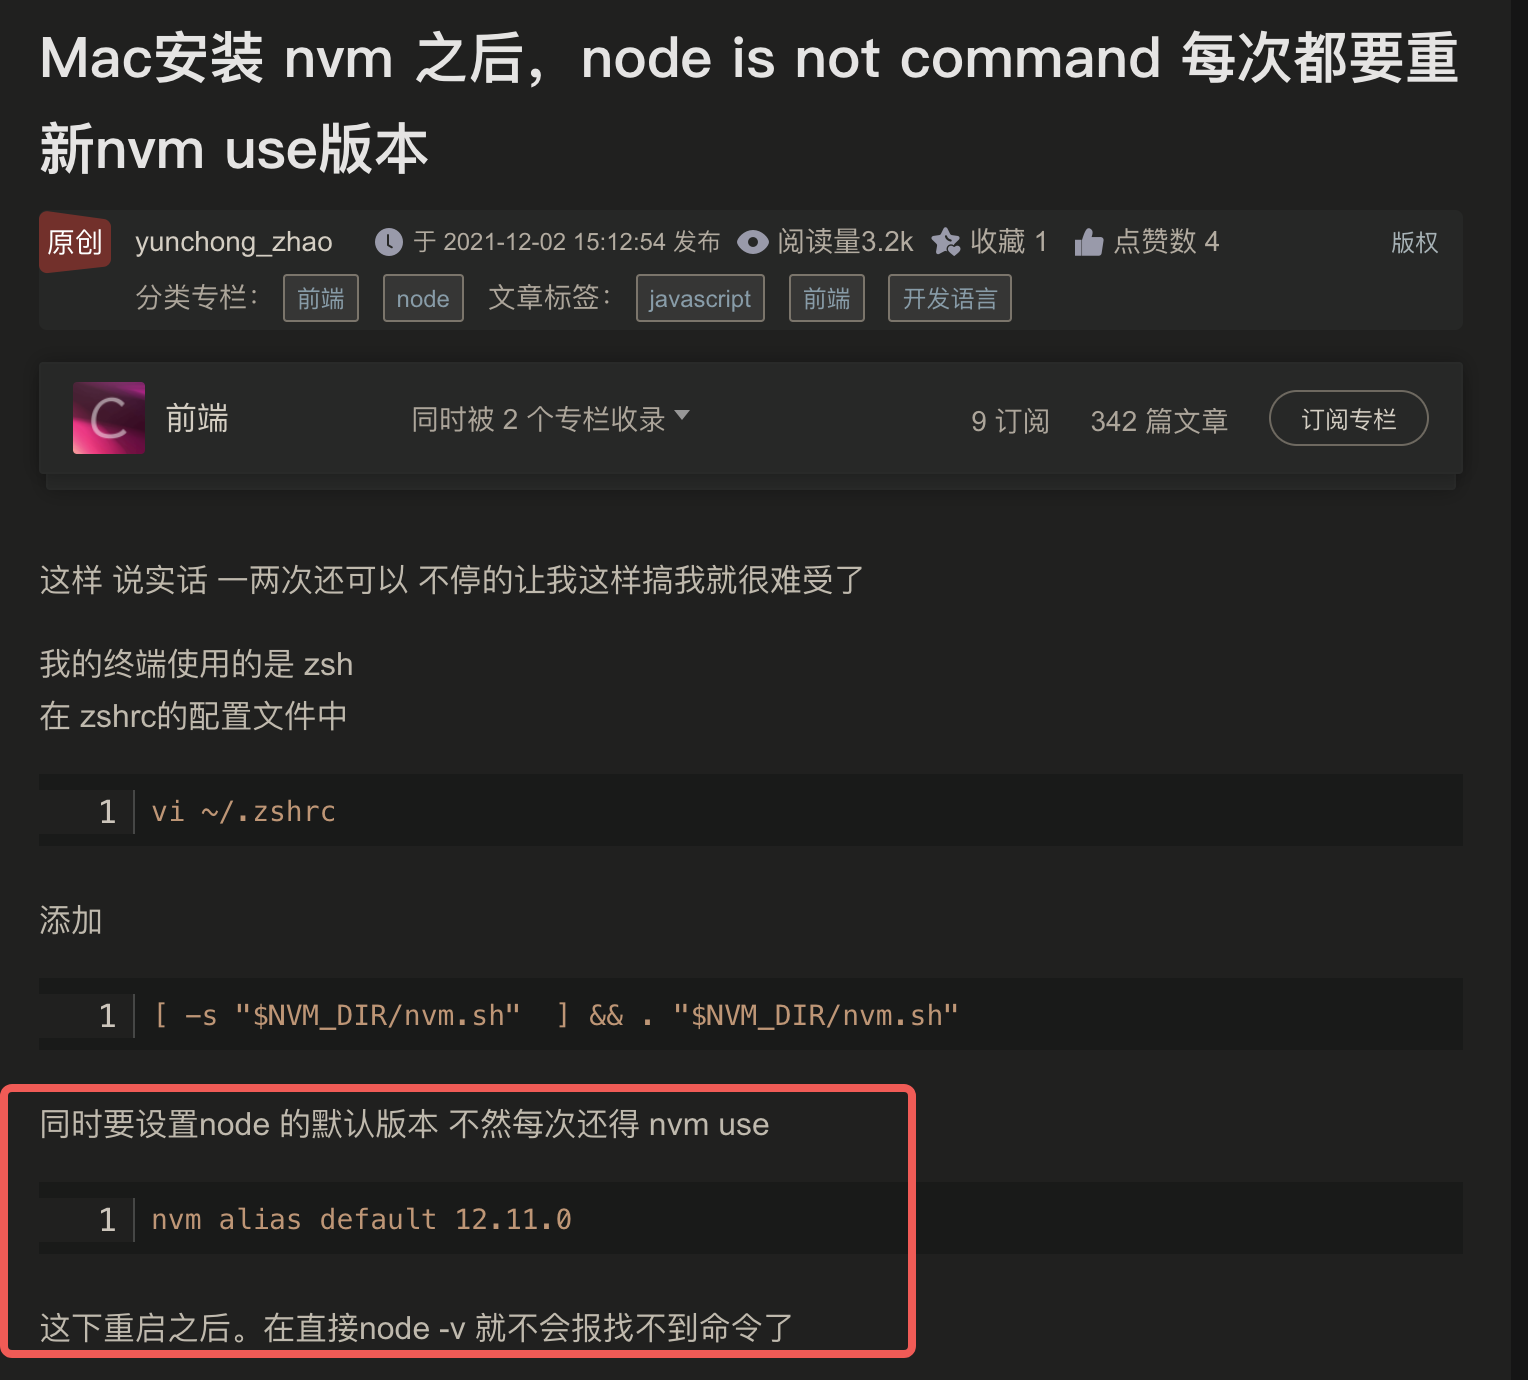 Mac安装 nvm 之后，node is not command 每次都要重
新nvm use版本
原创 yunchong_zhao 于 2021-12-02 15:12:54 发布 阅读量3.2k 收藏 1 点赞数 4 版权
分类专栏： 前端 node 文章标签： javascript 前端 开发语言
C 前端 同时被 2 个专栏收录 9 订阅 342 篇文章 订阅专栏
这样 说实话 一两次还可以 不停的让我这样搞我就很难受了
我的终端使用的是 zsh
在 zshrc的配置文件中
1 vi ~/.zshrc
添加
1 [ -s "$NVM_DIR/nvm.sh"  ] && . "$NVM_DIR/nvm.sh"
同时要设置node 的默认版本 不然每次还得 nvm use
1 nvm alias default 12.11.0
这下重启之后。在直接node -v 就不会报找不到命令了